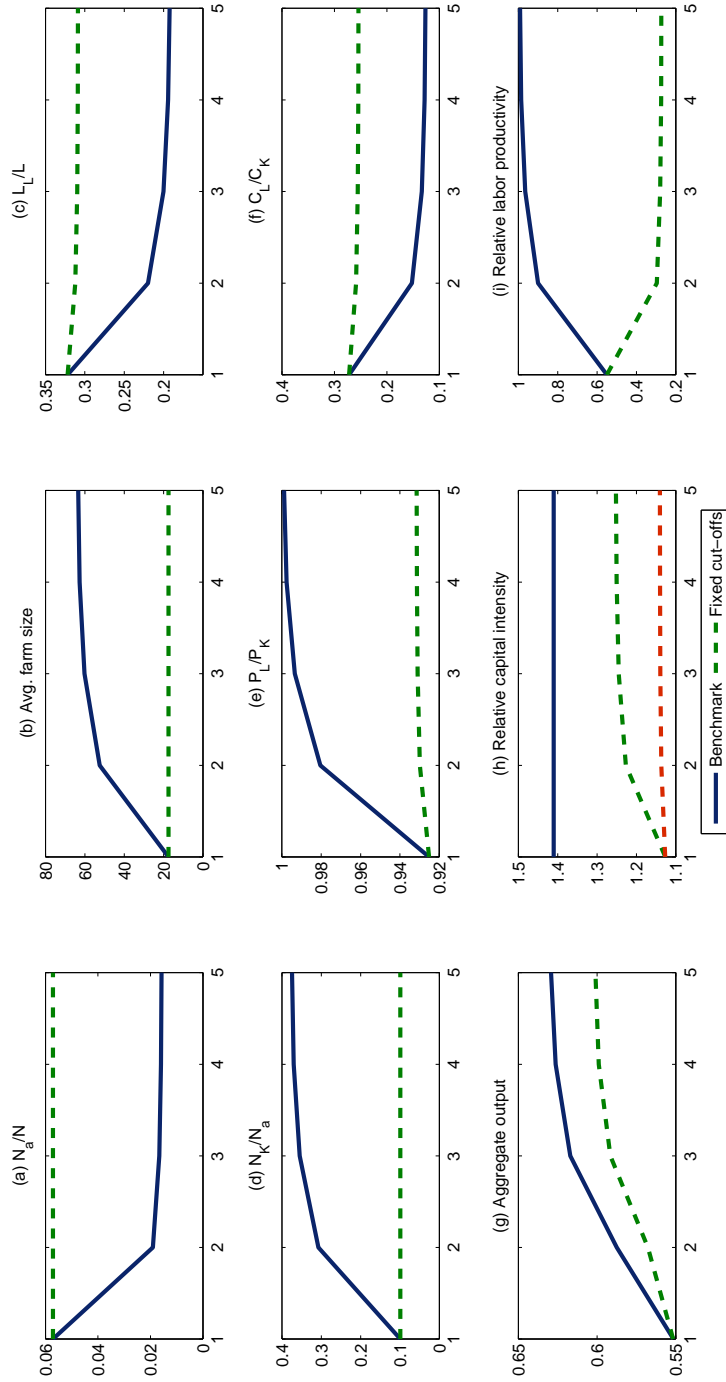 (a) N_a/N
0.06
0.04
0.02
0
1 2 3 4 5
(b) Avg. farm size
80
60
40
20
0
1 2 3 4 5
(c) L_L/L
0.35
0.3
0.25
0.2
1 2 3 4 5
(d) N_K/N_a
0.4
0.3
0.2
0.1
0
1 2 3 4 5
(e) P_L/P_K
1
0.98
0.96
0.94
0.92
1 2 3 4 5
(f) C_L/C_K
0.4
0.3
0.2
0.1
1 2 3 4 5
(g) Aggregate output
0.65
0.6
0.55
1 2 3 4 5
(h) Relative capital intensity
1.5
1.4
1.3
1.2
1.1
1 2 3 4 5
(i) Relative labor productivity
1
0.8
0.6
0.4
0.2
1 2 3 4 5
Benchmark
Fixed cut−offs